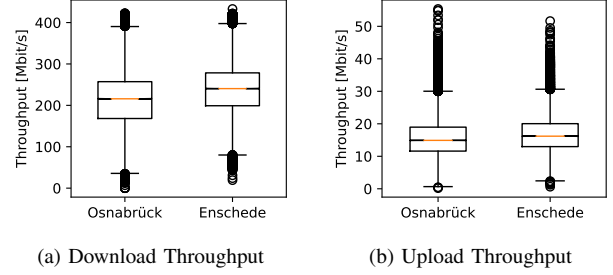 Throughput [Mbit/s]
400
300
200
100
0
Osnabrück Enschede
(a) Download Throughput
Throughput [Mbit/s]
50
40
30
20
10
0
Osnabrück Enschede
(b) Upload Throughput